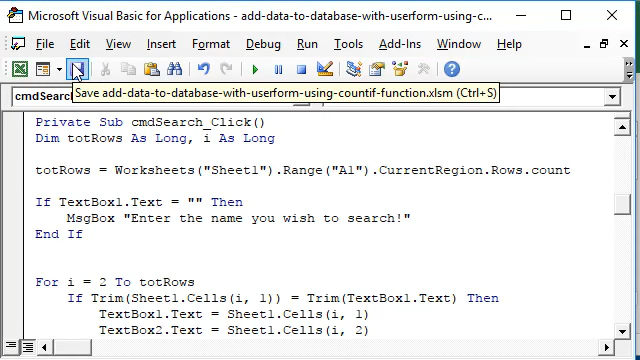 Microsoft Visual Basic for Applications - add-data-to-database-with-userform-using-c...
File Edit View Insert Format Debug Run Tools Add-Ins Window Help
cmdSearc
Save add-data-to-database-with-userform-using-countif-function.xlsm (Ctrl+S)
Private Sub cmdSearch_Click()
Dim totRows As Long, i As Long
totRows = Worksheets("Sheet1").Range("A1").CurrentRegion.Rows.count
If TextBox1.Text = "" Then
MsgBox "Enter the name you wish to search!"
End If
For i = 2 To totRows
If Trim(Sheet1.Cells(i, 1)) = Trim(TextBox1.Text) Then
TextBox1.Text = Sheet1.Cells(i, 1)
TextBox2.Text = Sheet1.Cells(i, 2)